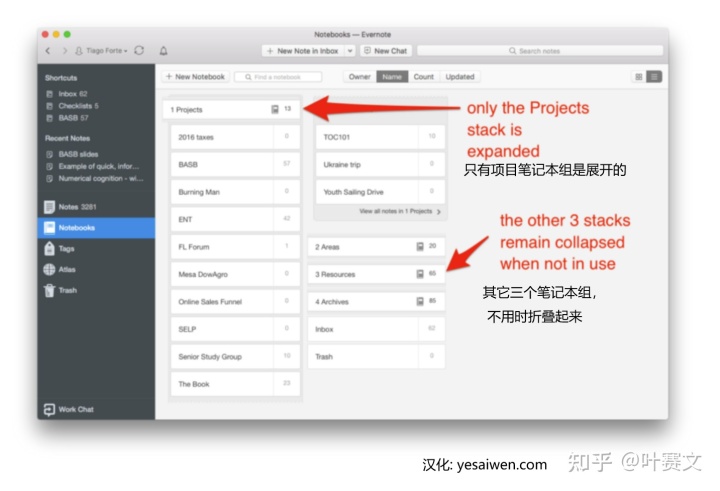 Notebooks — Evernote
Tiago Forte
+ New Note in Inbox
New Chat
Search notes
Shortcuts
Inbox 62
Checklists 5
BASB 57
Recent Notes
BASB slides
Example of quick, infor...
Numerical cognition - wi...
Notes 3281
Notebooks
Tags
Atlas
Trash
Work Chat
+ New Notebook
Find a notebook
Owner Name Count Updated
1 Projects 13
2016 taxes 0
BASB 57
Burning Man 0
ENT 42
FL Forum 1
Mesa DowAgro 0
Online Sales Funnel 0
SELP 0
Senior Study Group 10
The Book 23
TOC101 10
Ukraine trip 0
Youth Sailing Drive 0
View all notes in 1 Projects >
2 Areas 20
3 Resources 65
4 Archives 85
Inbox 62
Trash 0
only the Projects
stack is
expanded
只有项目笔记本组是展开的
the other 3 stacks
remain collapsed
when not in use
其它三个笔记本组，
不用时折叠起来
汉化: yesaiwen.com
知乎 @叶赛文